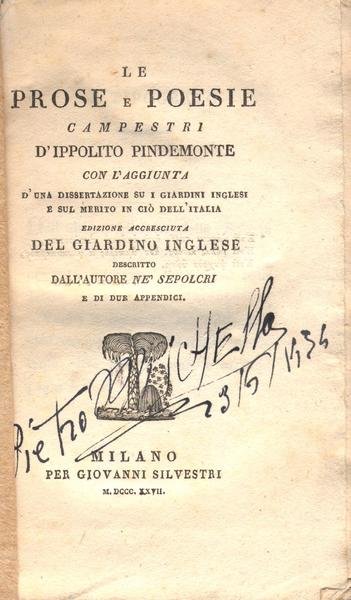 LE
PROSE E POESIE
CAMPESTRI
D'IPPOLITO PINDEMONTE
CON L'AGGIUNTA
D'UNA DISSERTAZIONE SU I GIARDINI INGLESI
E SUL MERITO IN CIÒ DELL'ITALIA
EDIZIONE ACCRESCIUTA
DEL GIARDINO INGLESE
DESCRITTO
DALL'AUTORE NE' SEPOLCRI
E DI DUE APPENDICI.
Pietro
MILANO
PER GIOVANNI SILVESTRI
M. DCCC. XXVII.